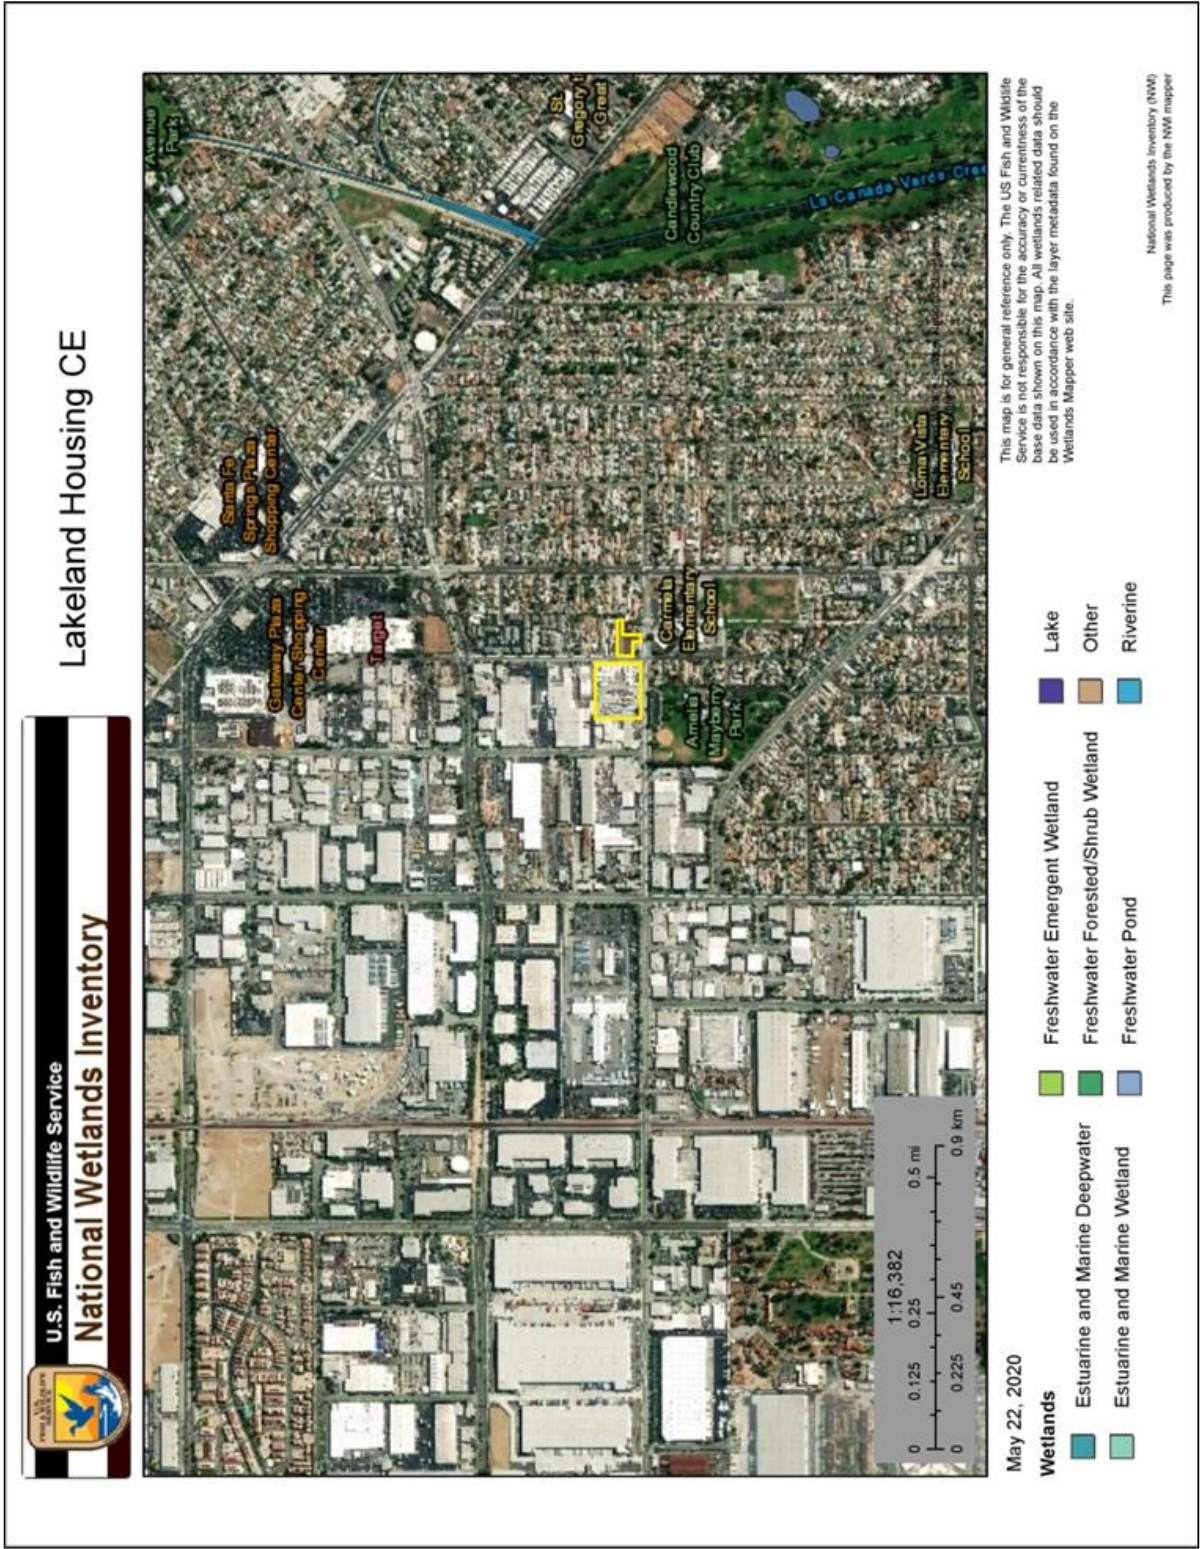 U.S. Fish and Wildlife Service
National Wetlands Inventory
Lakeland Housing CE
U.S.
FISH & WILDLIFE
SERVICE
Avenue
Park
Santa Fe
Springs Plaza
Shopping Center
Gateway Plaza
Center Shopping
Center
Target
St.
Gregory t
Great
Candlewood
Country Club
La Canada Verde Cree
Carmela
Elementary
School
Amelia
Mayberry
Park
Loma Vista
Elementary
School
1:16,382
0 0.125 0.25 0.5 mi
0 0.225 0.45 0.9 km
May 22, 2020
This map is for general reference only. The US Fish and Wildlife
Service is not responsible for the accuracy or currentness of the
base data shown on this map. All wetlands related data should
be used in accordance with the layer metadata found on the
Wetlands Mapper web site.
Wetlands
Estuarine and Marine Deepwater
Estuarine and Marine Wetland
Freshwater Emergent Wetland
Freshwater Forested/Shrub Wetland
Freshwater Pond
Lake
Other
Riverine
National Wetlands Inventory (NWI)
This page was produced by the NWI mapper